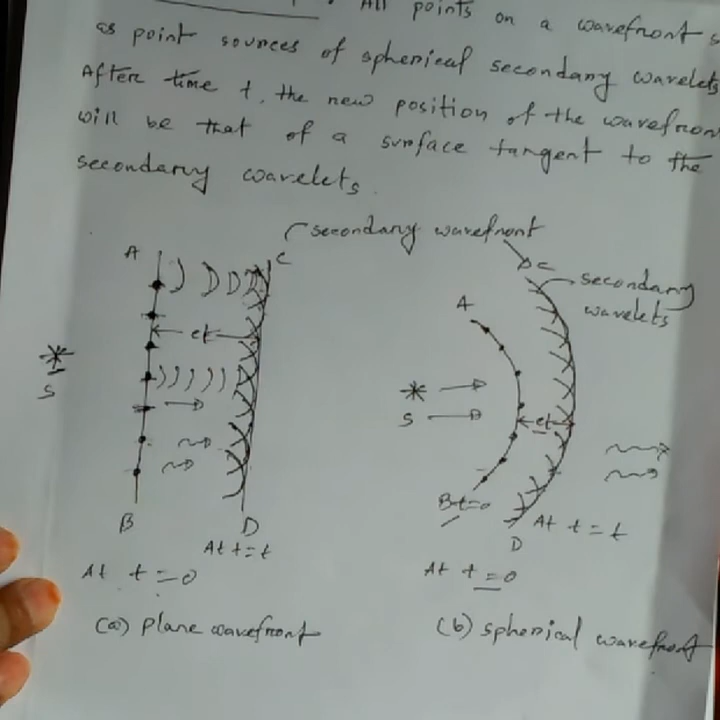 All points on a wavefront
as point sources of spherical secondary wavelets
After time t, the new position of the wavefron
will be that of a surface tangent to the
secondary wavelets.
secondary wavefront
A
C
ct
S
B
D
At t=t
At t=0
(a) plane wavefront
C
secondary
wavelets
A
S
ct
B t=0
At t=t
D
At t=0
(b) spherical wavefront